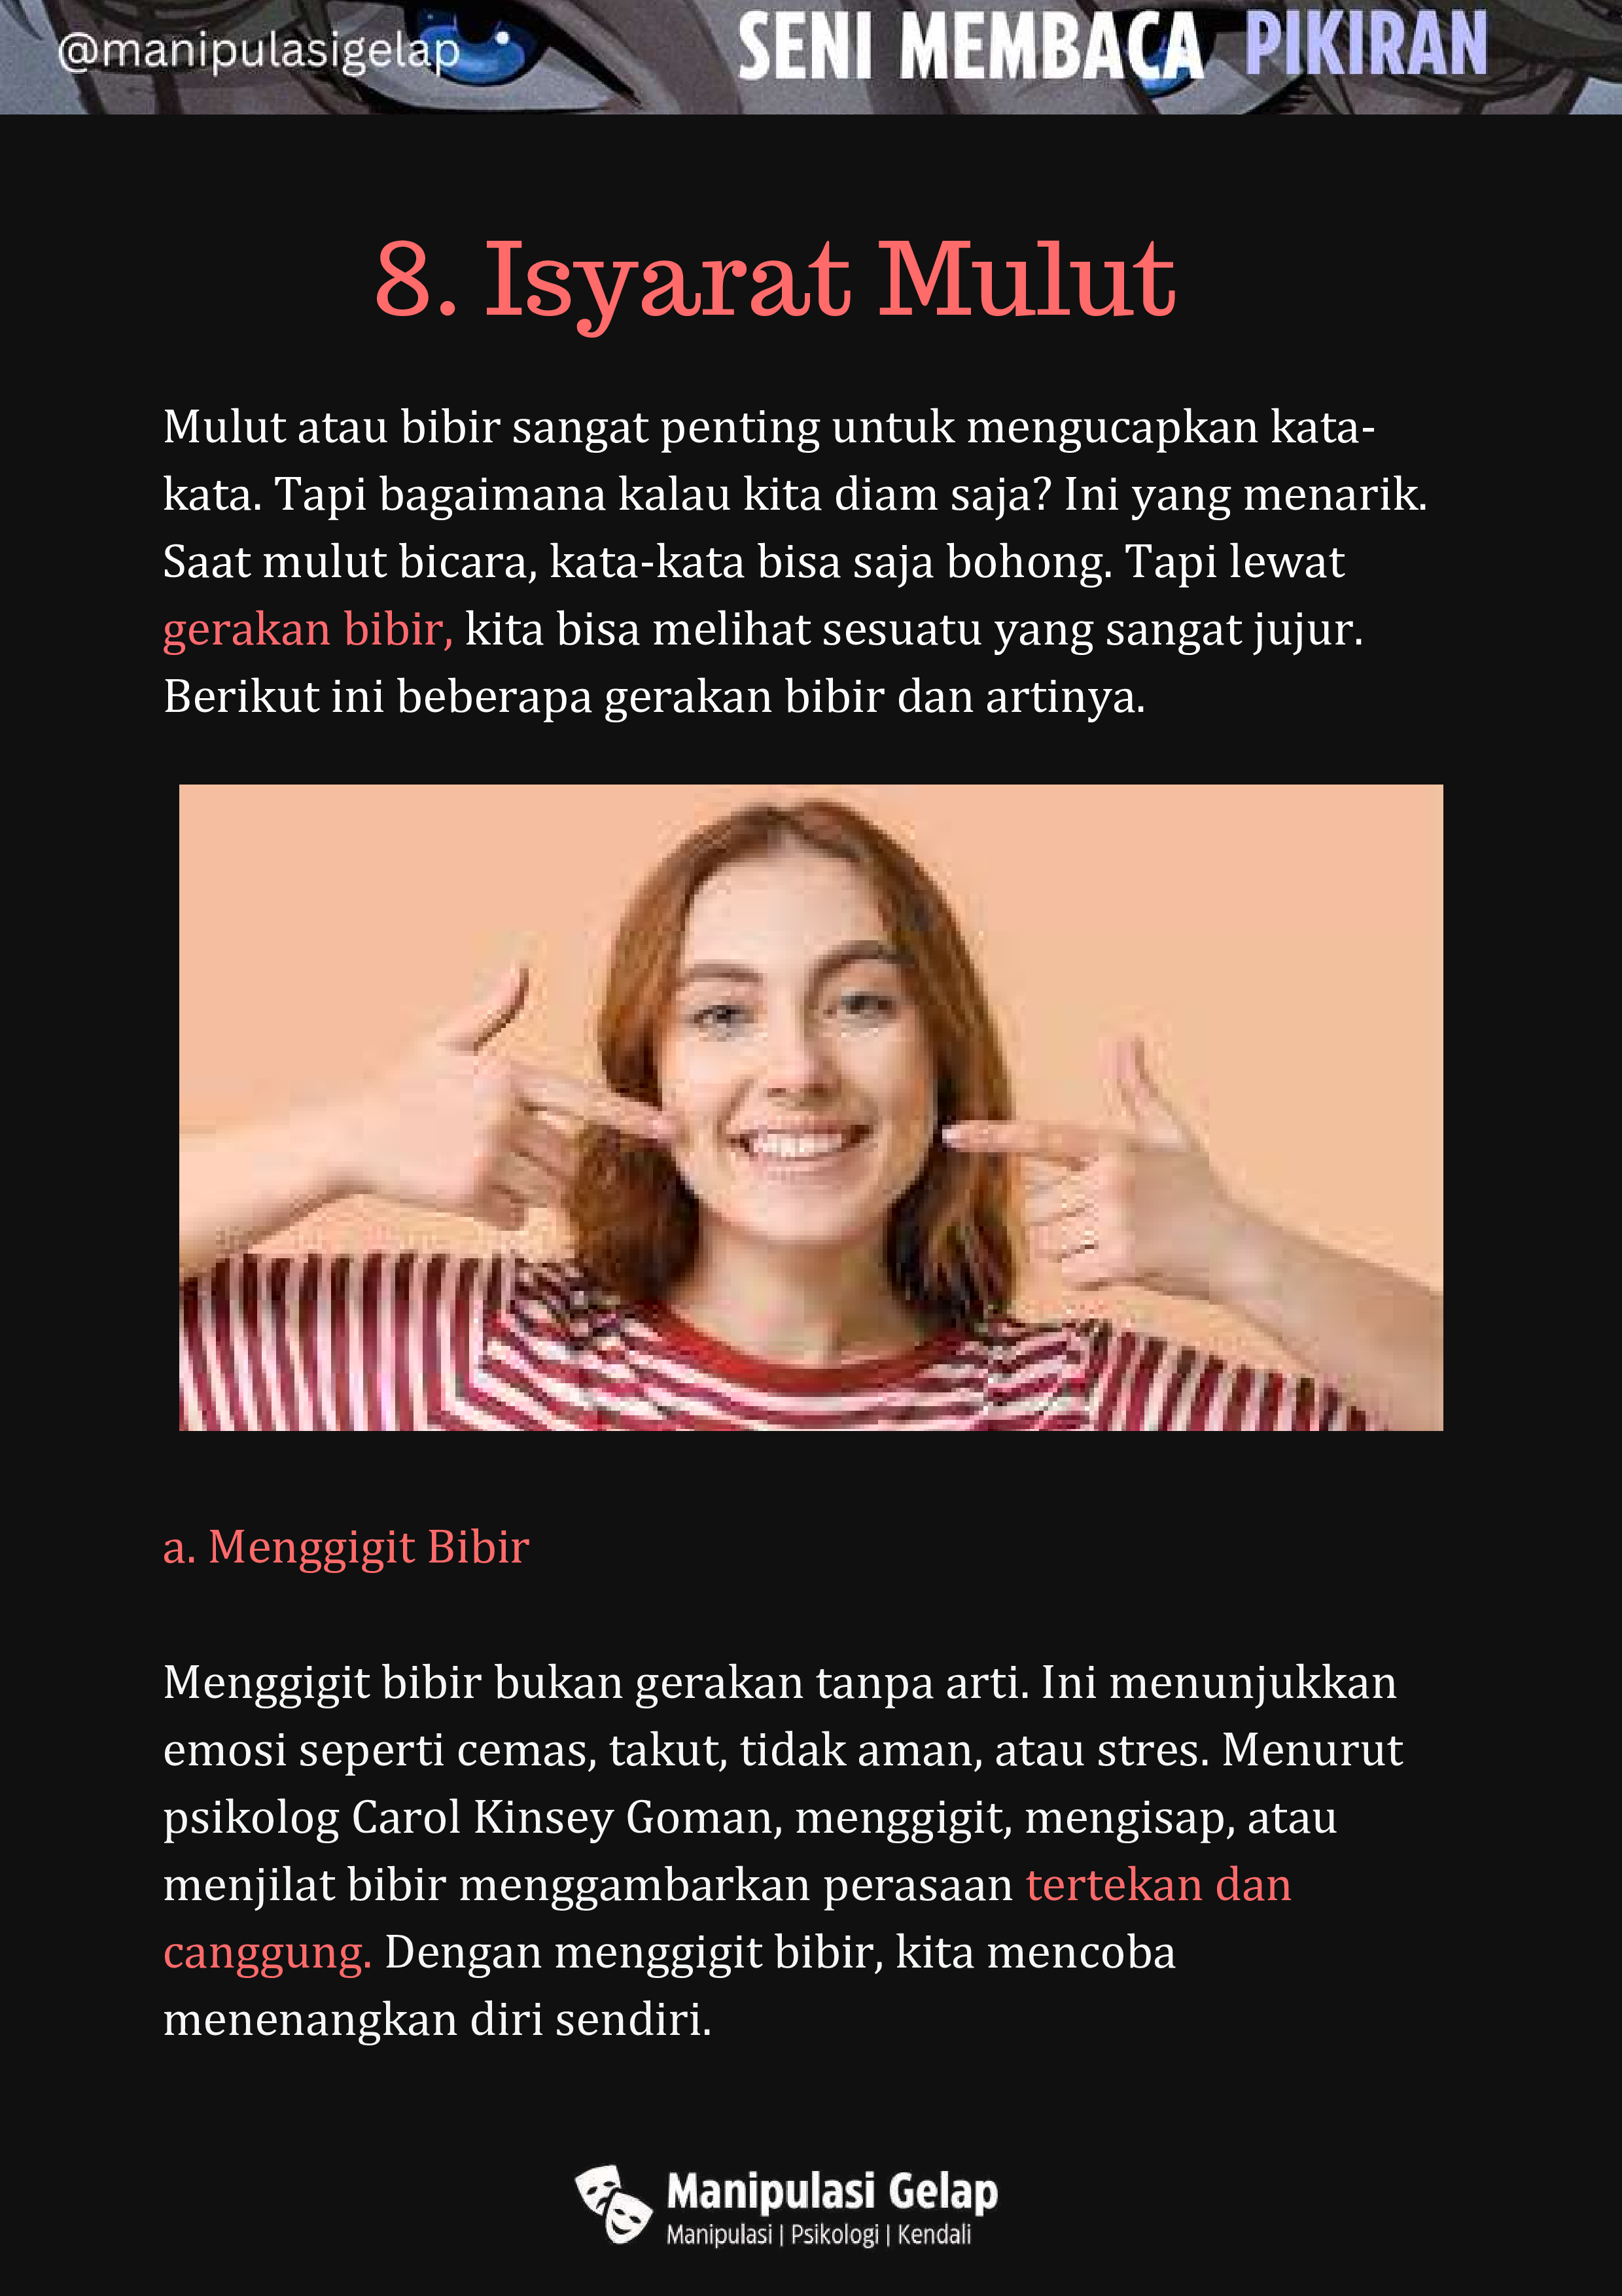 @manipulasigelap
SENI MEMBACA PIKIRAN
8. Isyarat Mulut
Mulut atau bibir sangat penting untuk mengucapkan kata-
kata. Tapi bagaimana kalau kita diam saja? Ini yang menarik.
Saat mulut bicara, kata-kata bisa saja bohong. Tapi lewat
gerakan bibir, kita bisa melihat sesuatu yang sangat jujur.
Berikut ini beberapa gerakan bibir dan artinya.
a. Menggigit Bibir
Menggigit bibir bukan gerakan tanpa arti. Ini menunjukkan
emosi seperti cemas, takut, tidak aman, atau stres. Menurut
psikolog Carol Kinsey Goman, menggigit, mengisap, atau
menjilat bibir menggambarkan perasaan tertekan dan
canggung. Dengan menggigit bibir, kita mencoba
menenangkan diri sendiri.
Manipulasi Gelap
Manipulasi | Psikologi | Kendali